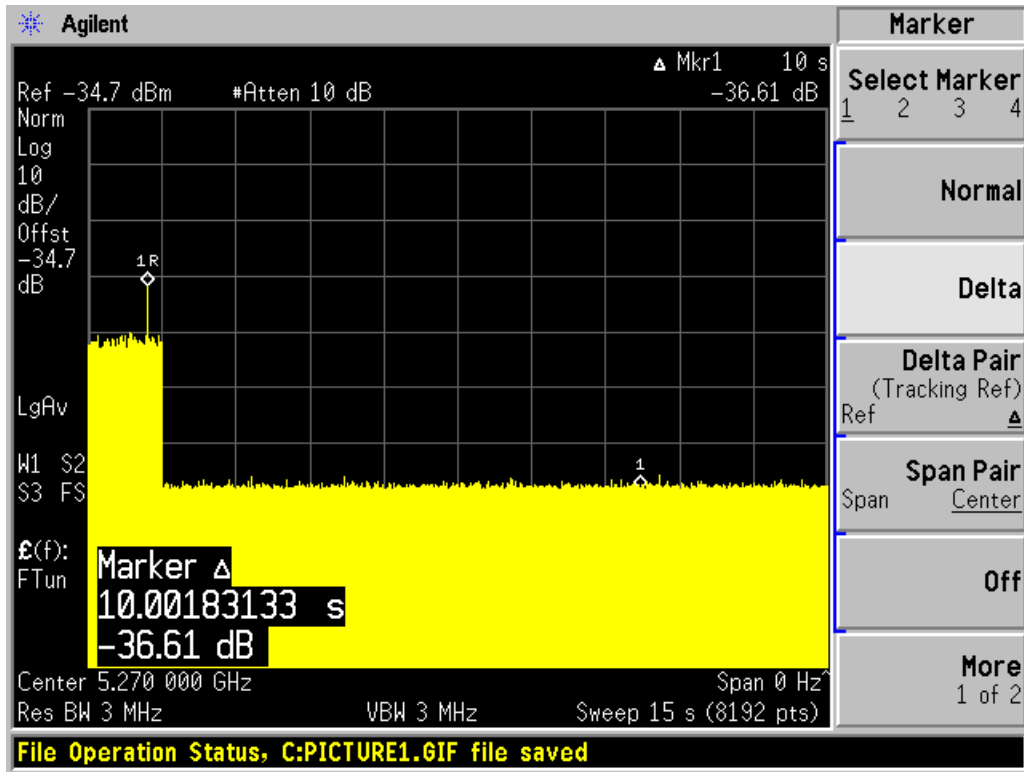 Agilent
Marker
Δ Mkr1 10 s
Ref -34.7 dBm #Atten 10 dB -36.61 dB
Norm
Log
10
dB/
Offst
-34.7
dB
1R
LgAv
W1 S2
S3 FS
1
£(f):
FTun
Marker Δ
10.00183133 s
-36.61 dB
Center 5.270 000 GHz Span 0 Hz^
Res BW 3 MHz VBW 3 MHz Sweep 15 s (8192 pts)
File Operation Status, C:PICTURE1.GIF file saved
Select Marker
1 2 3 4
Normal
Delta
Delta Pair
(Tracking Ref)
Ref Δ
Span Pair
Span Center
Off
More
1 of 2